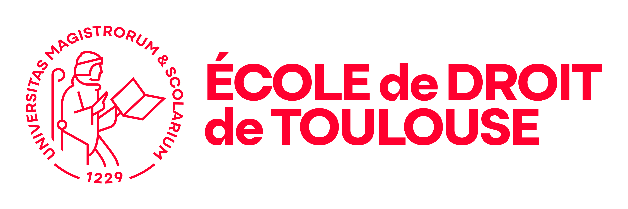 UNIVERSITAS MAGISTRORUM & SCOLARIUM
1229
ÉCOLE de DROIT
de TOULOUSE